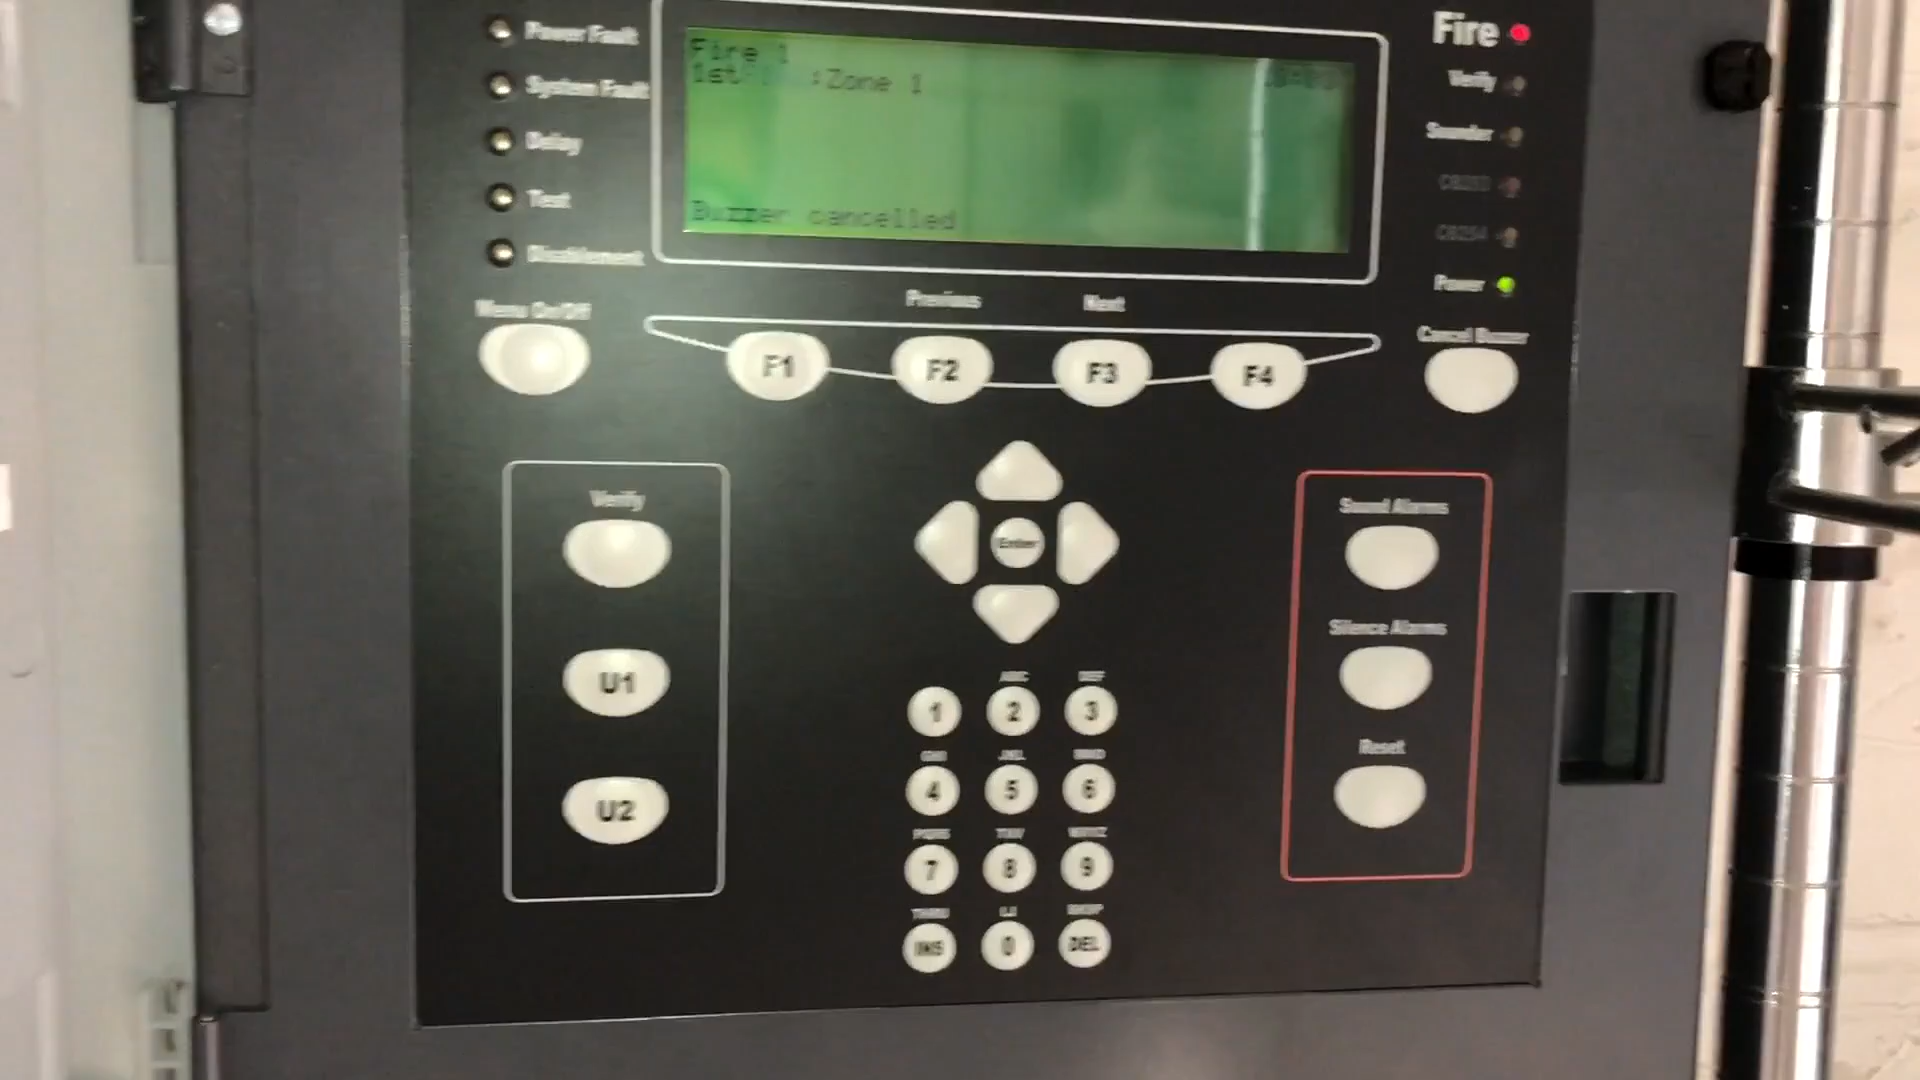 Power Fault
System Fault
Delay
Test
Disablement
Fire 1
1st :Zone 1
Buzzer cancelled
Fire
Verify
Sounder
Power
Menu On/Off
Previous
Next
Cancel Buzzer
F1
F2
F3
F4
Verify
U1
U2
Enter
ABC
DEF
1
2
3
GHI
JKL
MNO
4
5
6
PQRS
TUV
WXYZ
7
8
9
THRU
INS
0
DEL
Sound Alarms
Silence Alarms
Reset